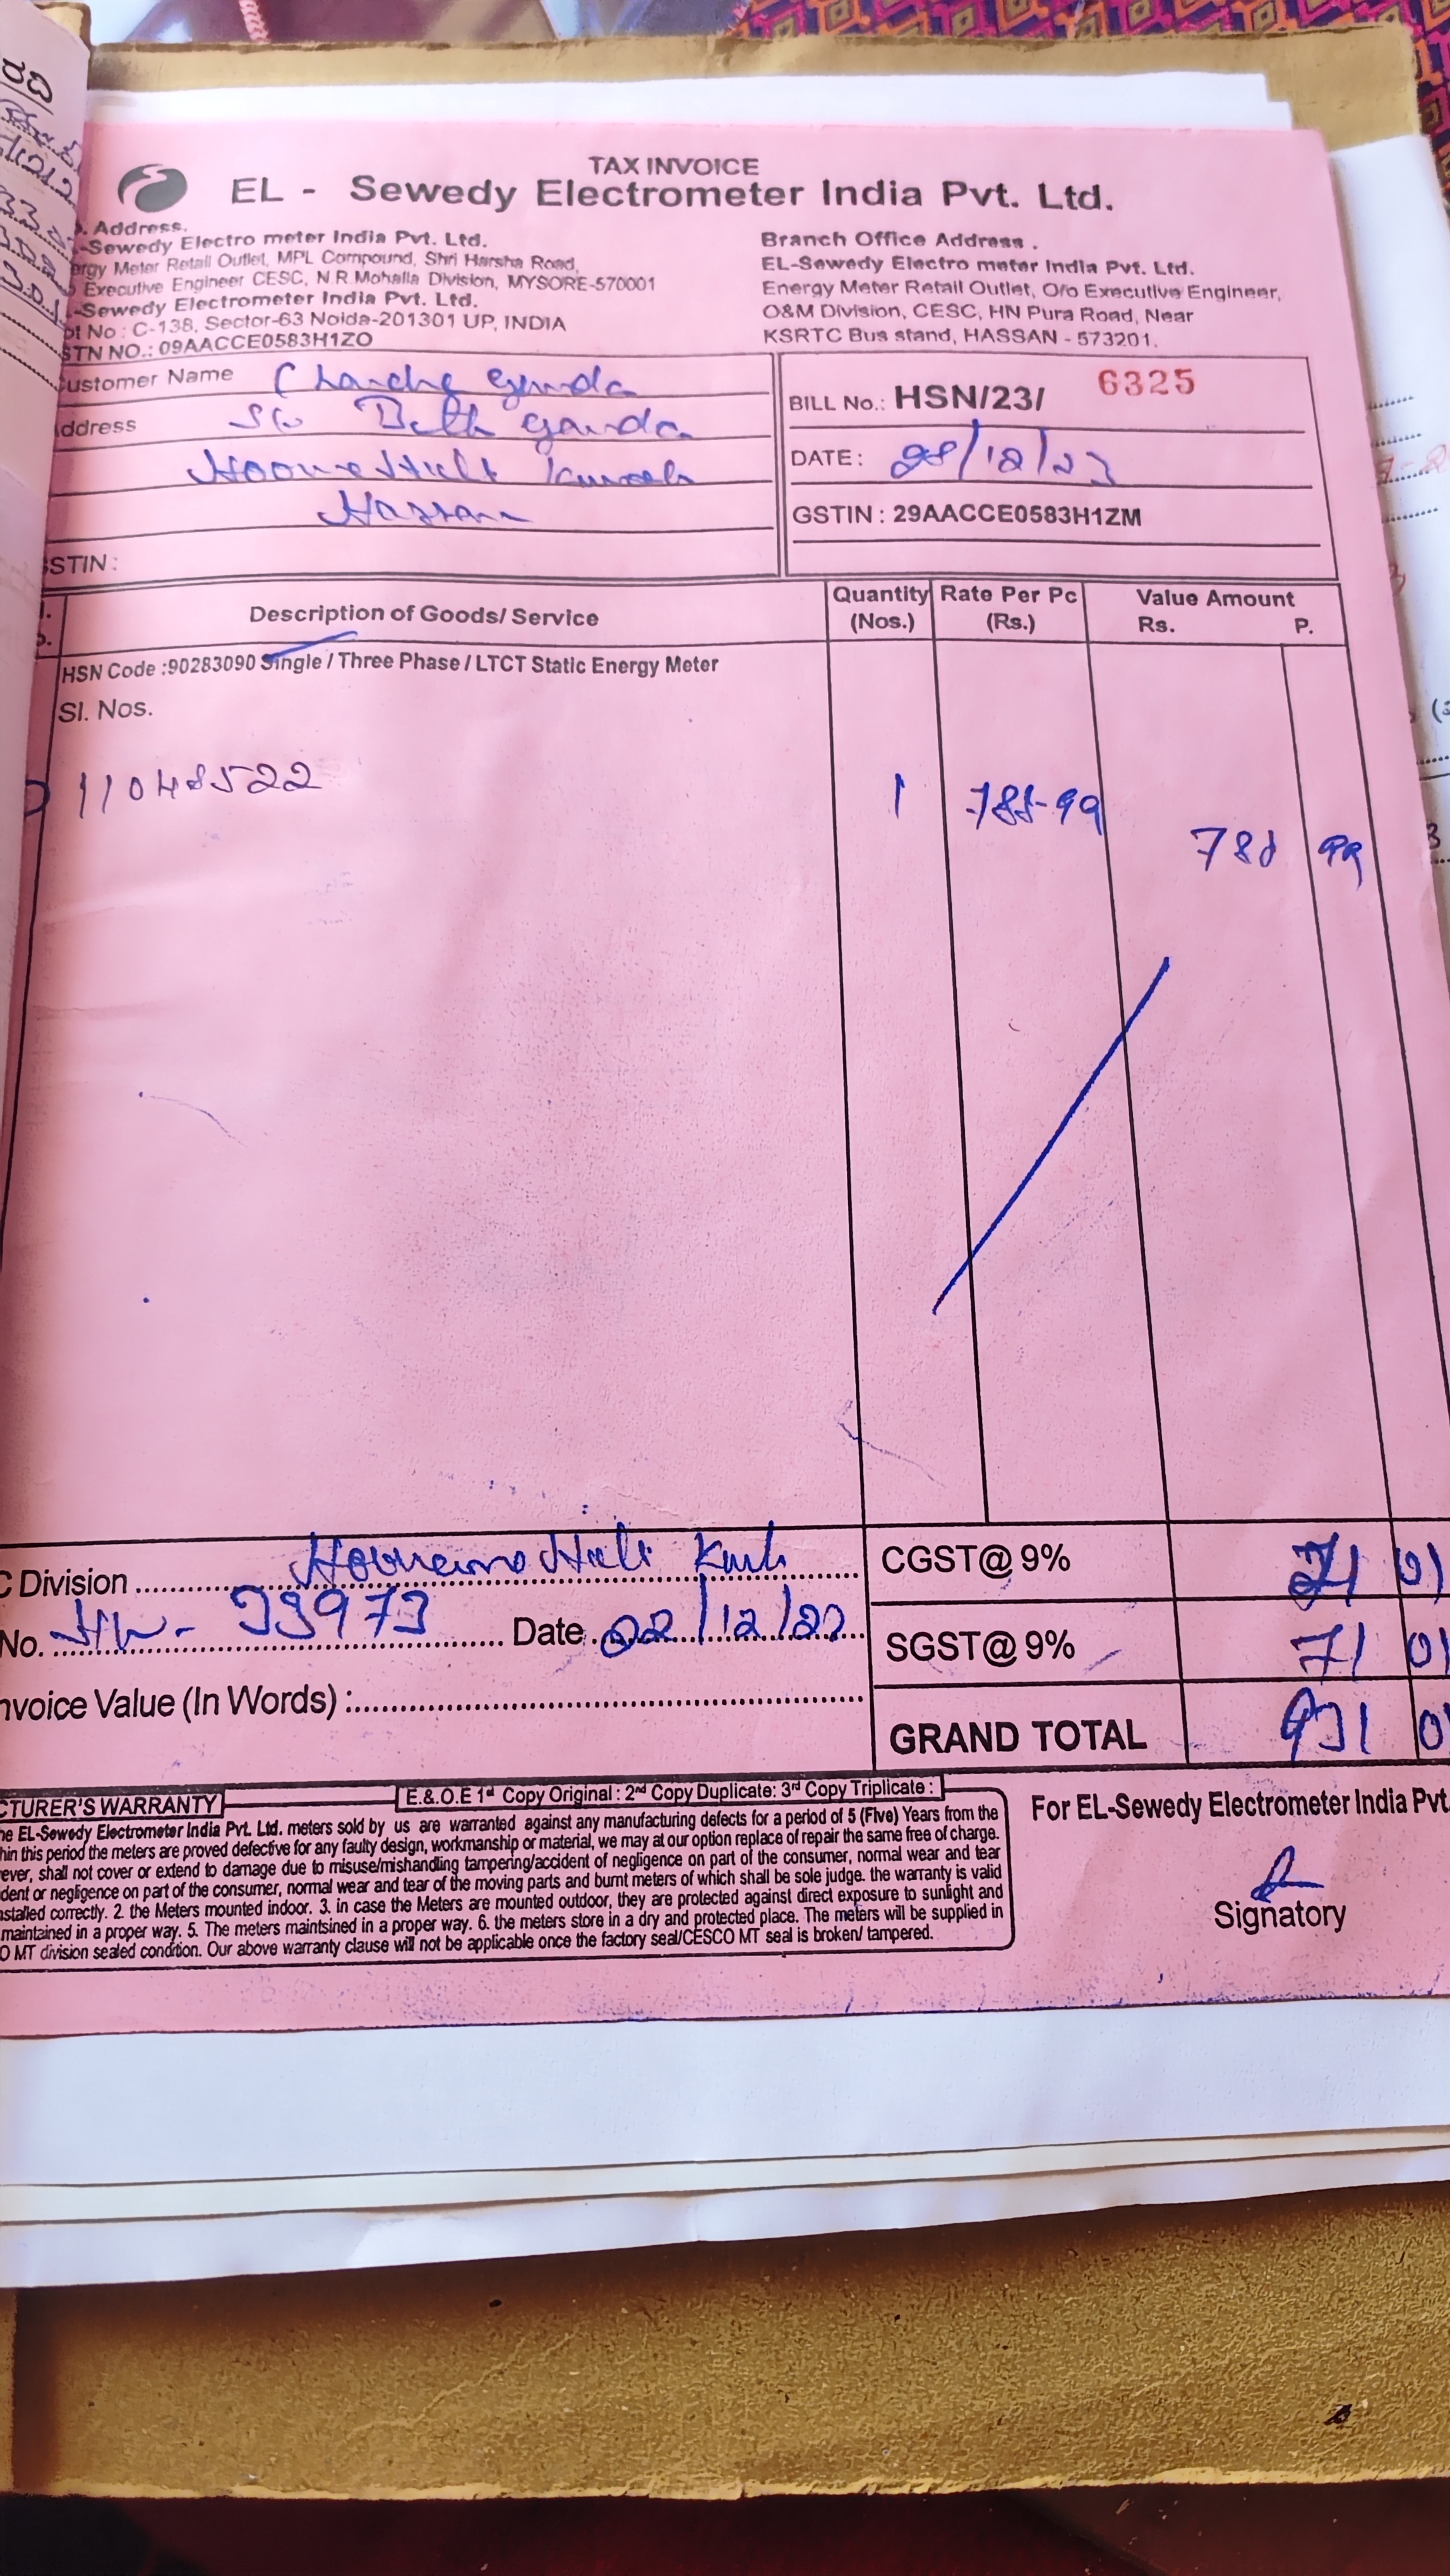 TAX INVOICE
EL - Sewedy Electrometer India Pvt. Ltd.
Address.
-Sewedy Electro meter India Pvt. Ltd.
ergy Meter Retail Outlet, MPL Compound, Shri Harsha Road,
Executive Engineer CESC, N.R.Mohalla Division, MYSORE-570001
-Sewedy Electrometer India Pvt. Ltd.
ot No : C-138, Sector-63 Noida-201301 UP, INDIA
STN NO.: 09AACCE0583H1ZO
Branch Office Address .
EL-Sewedy Electro meter India Pvt. Ltd.
Energy Meter Retail Outlet, O/o Executive Engineer,
O&M Division, CESC, HN Pura Road, Near
KSRTC Bus stand, HASSAN - 573201.
ustomer Name Chandre gowda
ddress S/o gowda
Hassan
STIN :
BILL No.: HSN/23/ 6325
DATE : 28/12/23
GSTIN : 29AACCE0583H1ZM
Description of Goods/ Service
Quantity (Nos.)
Rate Per Pc (Rs.)
Value Amount
Rs. P.
HSN Code :90283090 Single / Three Phase / LTCT Static Energy Meter
Sl. Nos.
11048522 1 788-99
788 99
C Division
No. Date 22/12/23
nvoice Value (In Words) :
CGST@ 9% 71 01
SGST@ 9% 71 01
GRAND TOTAL 931 01
E.& O.E 1st Copy Original : 2nd Copy Duplicate: 3rd Copy Triplicate :
CTURER'S WARRANTY
he EL-Sewedy Electrometer India Pvt. Ltd. meters sold by us are warranted against any manufacturing defects for a period of 5 (Five) Years from the
hin this period the meters are proved defective for any faulty design, workmanship or material, we may at our option replace of repair the same free of charge.
ever, shall not cover or extend to damage due to misuse/mishandling tampering/accident of negligence on part of the consumer, normal wear and tear
dent or negligence on part of the consumer, normal wear and tear of the moving parts and burnt meters of which shall be sole judge. the warranty is valid
nstalled correctly. 2. the Meters mounted indoor. 3. in case the Meters are mounted outdoor, they are protected against direct exposure to sunlight and
maintained in a proper way. 5. The meters maintsined in a proper way. 6. the meters store in a dry and protected place. The meters will be supplied in
O MT division sealed condition. Our above warranty clause will not be applicable once the factory seal/CESCO MT seal is broken/ tampered.
For EL-Sewedy Electrometer India Pvt.
Signatory